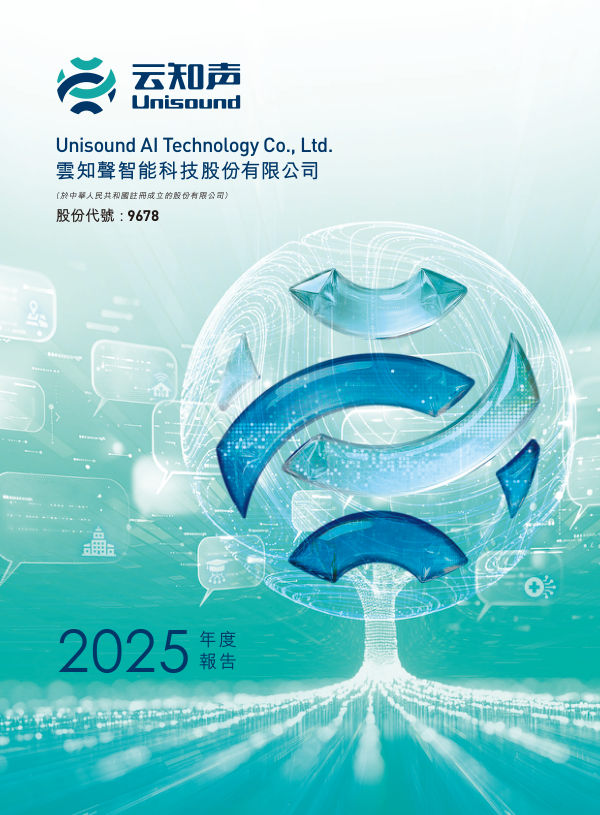 云知声
Unisound
Unisound AI Technology Co., Ltd.
雲知聲智能科技股份有限公司
（於中華人民共和國註冊成立的股份有限公司）
股份代號：9678
2025 年度
報告